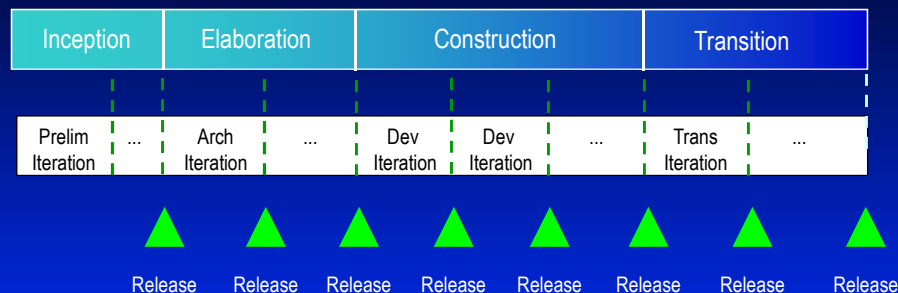 Inception Elaboration Construction Transition
Prelim Iteration ... Arch Iteration ... Dev Iteration Dev Iteration ... Trans Iteration ...
Release Release Release Release Release Release Release Release